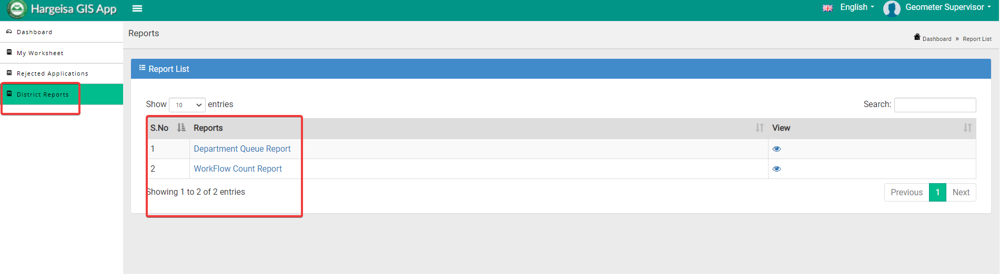 Hargeisa GIS App
English
Geometer Supervisor
Dashboard
My Worksheet
Rejected Applications
District Reports
Reports
Dashboard » Report List
Report List
Show 10 entries
Search:
S.No Reports View
1 Department Queue Report
2 WorkFlow Count Report
Showing 1 to 2 of 2 entries
Previous 1 Next